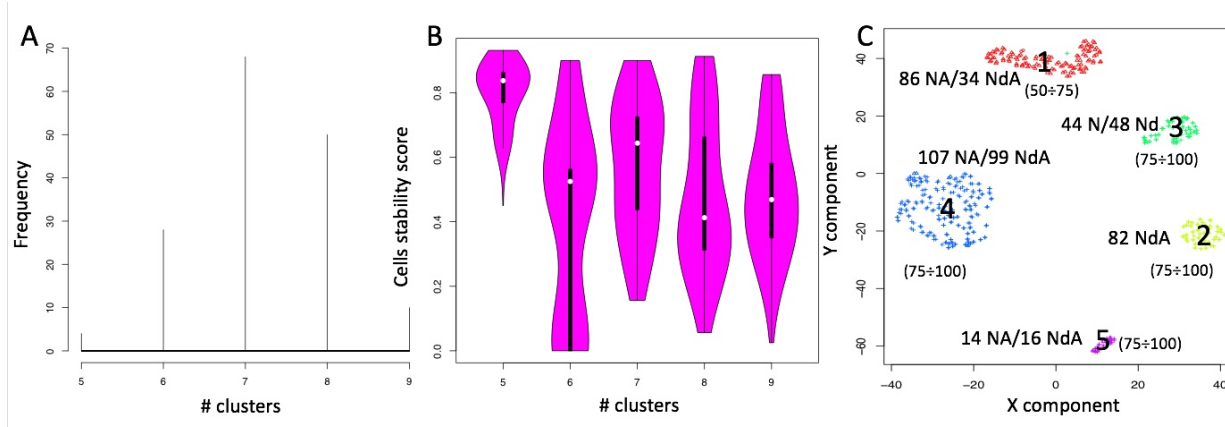 A
Frequency
70
60
50
40
30
20
10
0
5 6 7 8 9
# clusters
B
Cells stability score
0.8
0.6
0.4
0.2
0.0
5 6 7 8 9
# clusters
C
Y component
40
20
0
−20
−40
−60
1
86 NA/34 NdA
(50÷75)
44 N/48 Nd 3
(75÷100)
107 NA/99 NdA
4
(75÷100)
82 NdA 2
(75÷100)
14 NA/16 NdA 5 (75÷100)
−40 −20 0 20 40
X component